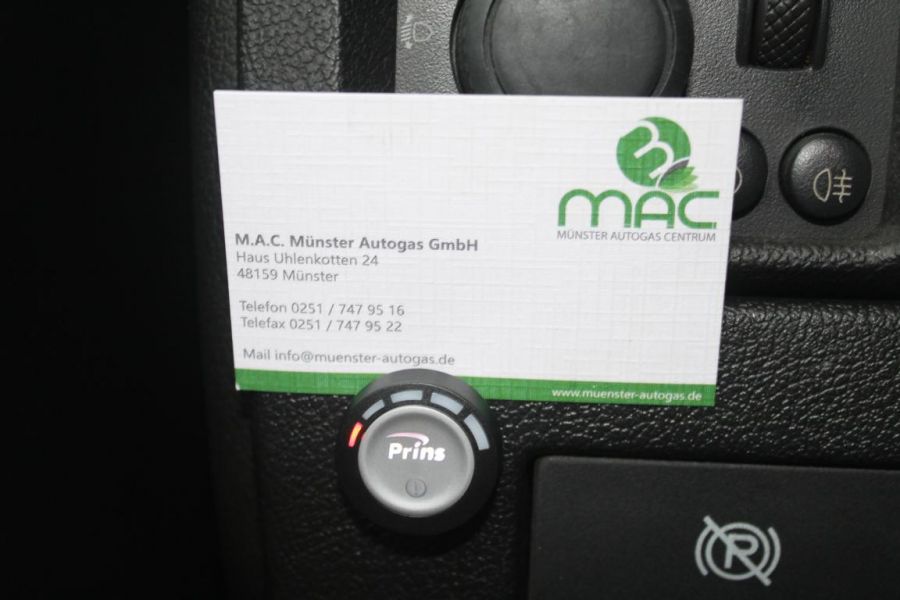 MAC
MÜNSTER AUTOGAS CENTRUM
M.A.C. Münster Autogas GmbH
Haus Uhlenkotten 24
48159 Münster
Telefon 0251 / 747 95 16
Telefax 0251 / 747 95 22
Mail info@muenster-autogas.de
www.muenster-autogas.de
Prins
P